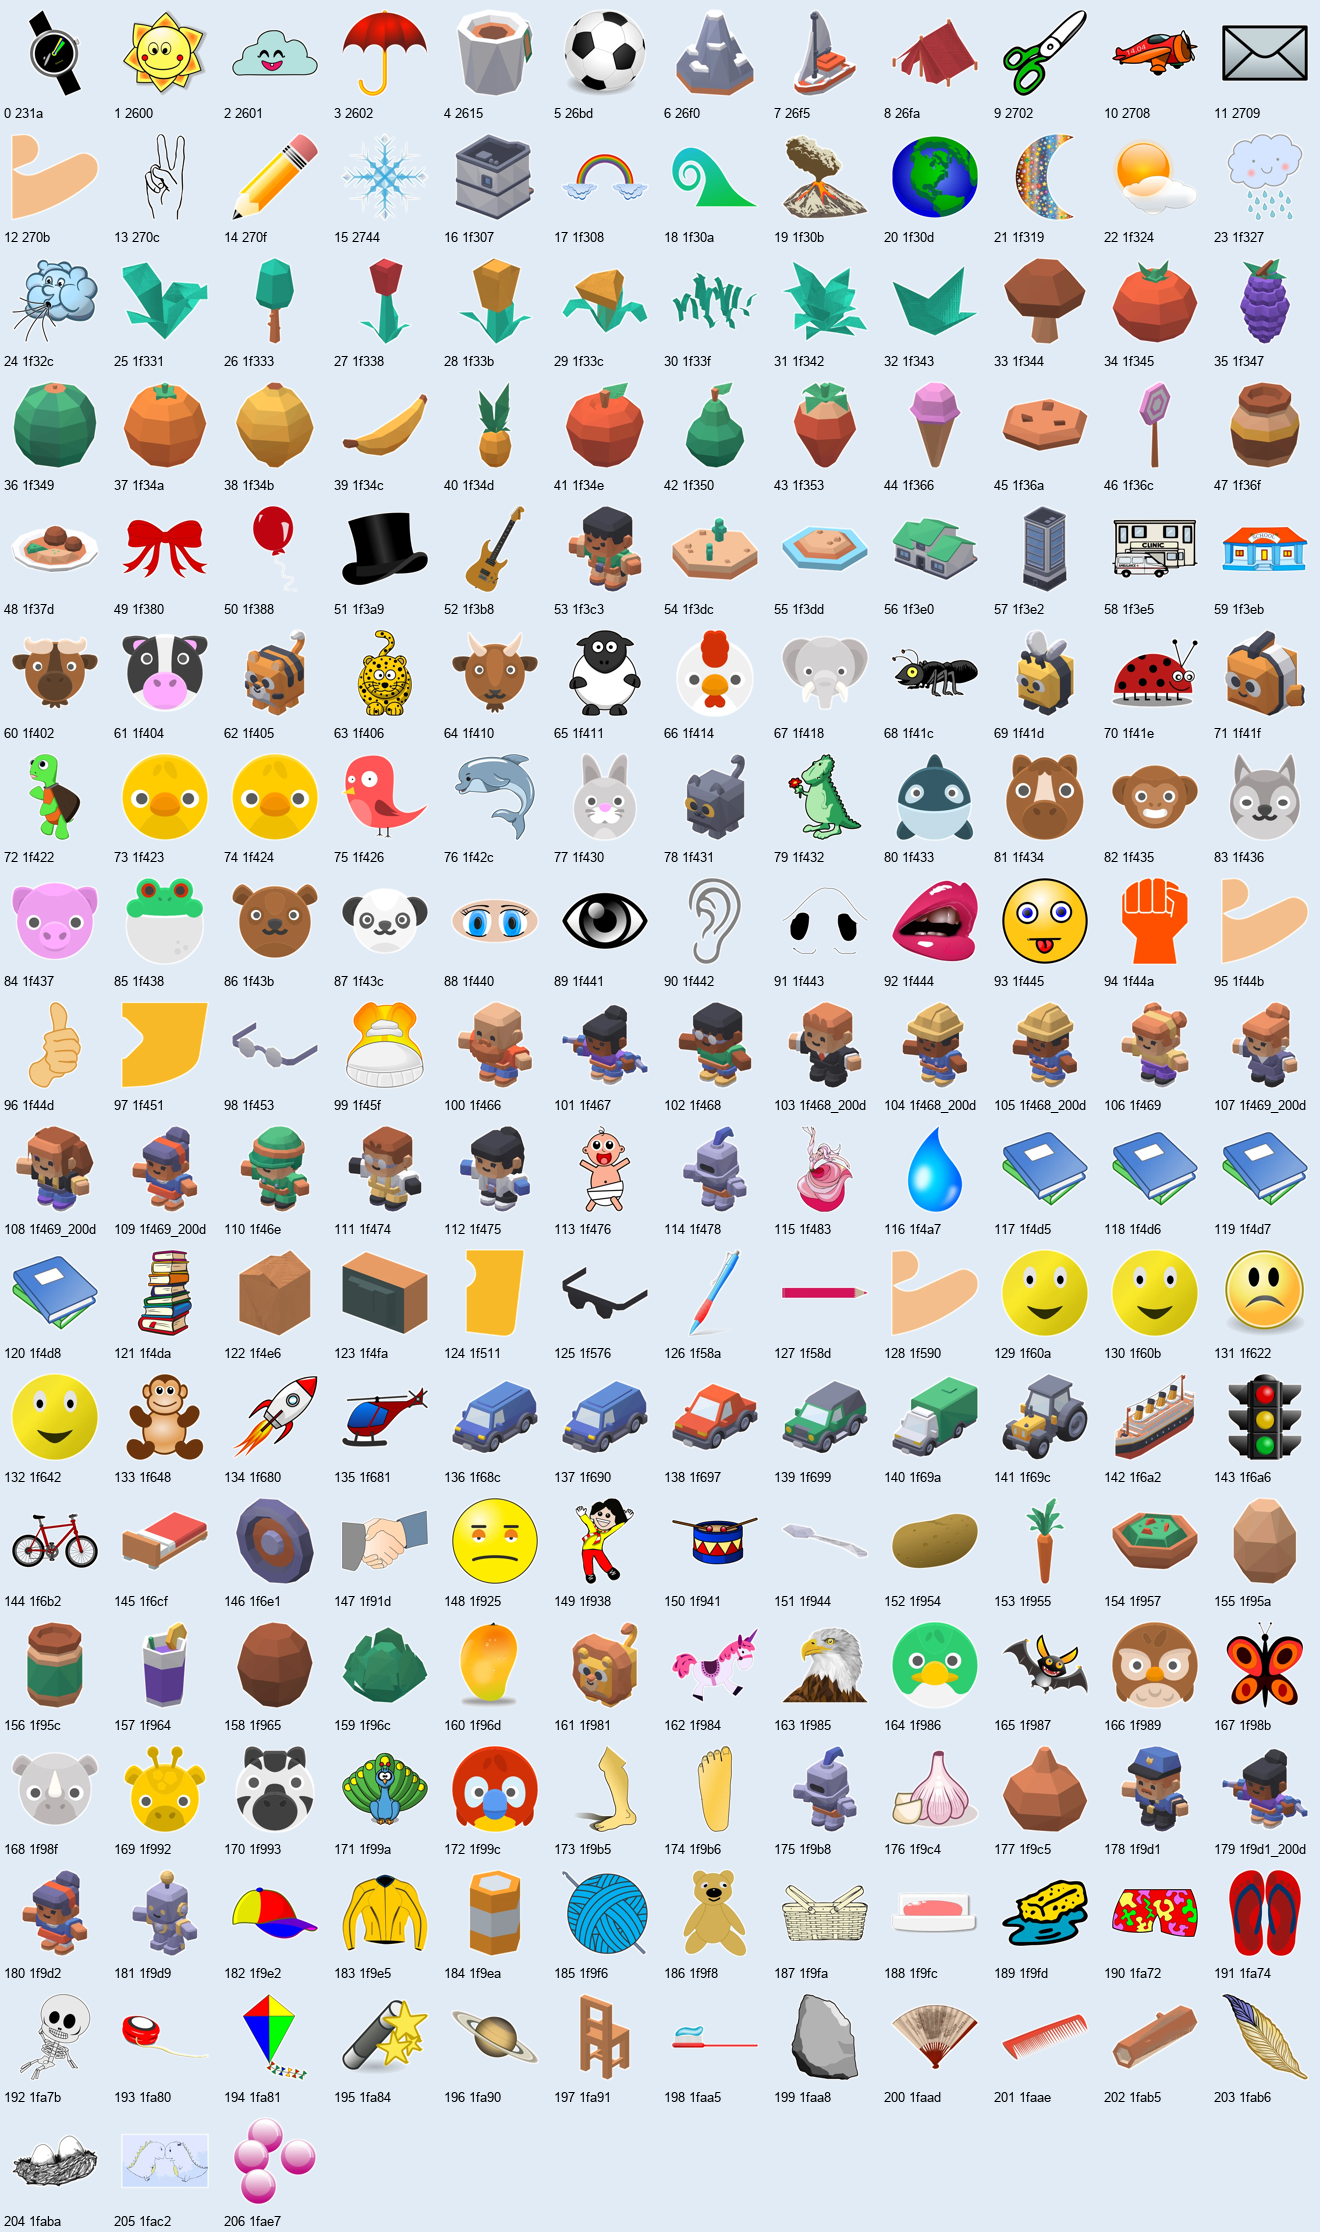 14.04
0 231a 1 2600 2 2601 3 2602 4 2615 5 26bd 6 26f0 7 26f5 8 26fa 9 2702 10 2708 11 2709
12 270b 13 270c 14 270f 15 2744 16 1f307 17 1f308 18 1f30a 19 1f30b 20 1f30d 21 1f319 22 1f324 23 1f327
24 1f32c 25 1f331 26 1f333 27 1f338 28 1f33b 29 1f33c 30 1f33f 31 1f342 32 1f343 33 1f344 34 1f345 35 1f347
36 1f349 37 1f34a 38 1f34b 39 1f34c 40 1f34d 41 1f34e 42 1f350 43 1f353 44 1f366 45 1f36a 46 1f36c 47 1f36f
CLINIC
SCHOOL
48 1f37d 49 1f380 50 1f388 51 1f3a9 52 1f3b8 53 1f3c3 54 1f3dc 55 1f3dd 56 1f3e0 57 1f3e2 58 1f3e5 59 1f3eb
60 1f402 61 1f404 62 1f405 63 1f406 64 1f410 65 1f411 66 1f414 67 1f418 68 1f41c 69 1f41d 70 1f41e 71 1f41f
72 1f422 73 1f423 74 1f424 75 1f426 76 1f42c 77 1f430 78 1f431 79 1f432 80 1f433 81 1f434 82 1f435 83 1f436
84 1f437 85 1f438 86 1f43b 87 1f43c 88 1f440 89 1f441 90 1f442 91 1f443 92 1f444 93 1f445 94 1f44a 95 1f44b
96 1f44d 97 1f451 98 1f453 99 1f45f 100 1f466 101 1f467 102 1f468 103 1f468_200d 104 1f468_200d 105 1f468_200d 106 1f469 107 1f469_200d
108 1f469_200d 109 1f469_200d 110 1f46e 111 1f474 112 1f475 113 1f476 114 1f478 115 1f483 116 1f4a7 117 1f4d5 118 1f4d6 119 1f4d7
120 1f4d8 121 1f4da 122 1f4e6 123 1f4fa 124 1f511 125 1f576 126 1f58a 127 1f58d 128 1f590 129 1f60a 130 1f60b 131 1f622
132 1f642 133 1f648 134 1f680 135 1f681 136 1f68c 137 1f690 138 1f697 139 1f699 140 1f69a 141 1f69c 142 1f6a2 143 1f6a6
144 1f6b2 145 1f6cf 146 1f6e1 147 1f91d 148 1f925 149 1f938 150 1f941 151 1f944 152 1f954 153 1f955 154 1f957 155 1f95a
156 1f95c 157 1f964 158 1f965 159 1f96c 160 1f96d 161 1f981 162 1f984 163 1f985 164 1f986 165 1f987 166 1f989 167 1f98b
168 1f98f 169 1f992 170 1f993 171 1f99a 172 1f99c 173 1f9b5 174 1f9b6 175 1f9b8 176 1f9c4 177 1f9c5 178 1f9d1 179 1f9d1_200d
180 1f9d2 181 1f9d9 182 1f9e2 183 1f9e5 184 1f9ea 185 1f9f6 186 1f9f8 187 1f9fa 188 1f9fc 189 1f9fd 190 1fa72 191 1fa74
192 1fa7b 193 1fa80 194 1fa81 195 1fa84 196 1fa90 197 1fa91 198 1faa5 199 1faa8 200 1faad 201 1faae 202 1fab5 203 1fab6
204 1faba 205 1fac2 206 1fae7